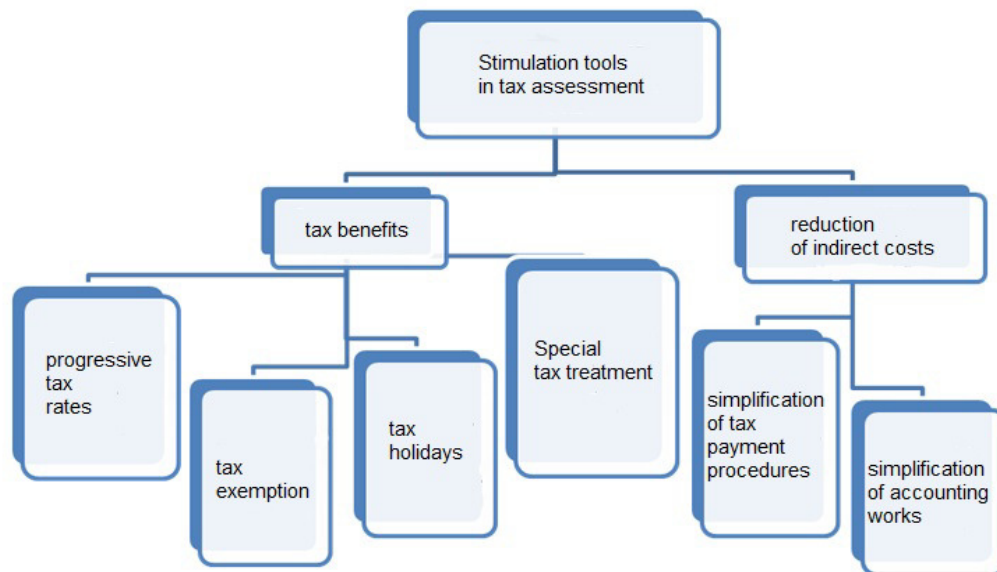 Stimulation tools
in tax assessment
tax benefits
reduction
of indirect costs
progressive
tax
rates
tax
exemption
tax
holidays
Special
tax treatment
simplification
of tax
payment
procedures
simplification
of accounting
works